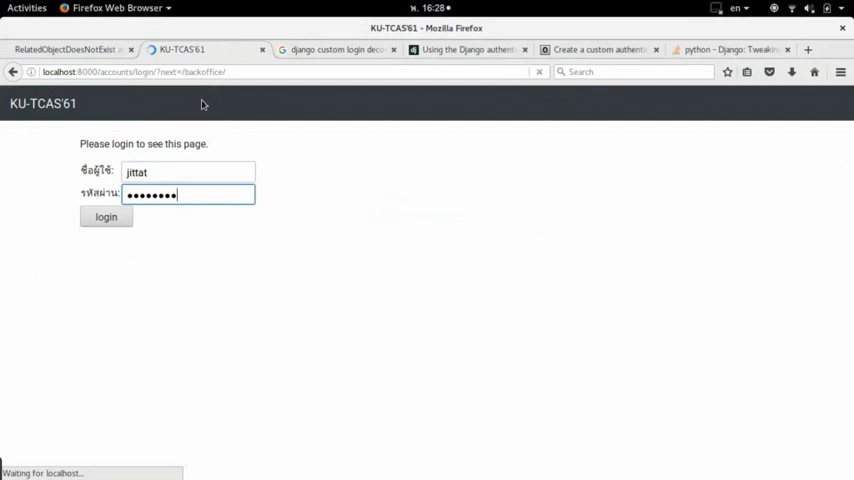 Activities Firefox Web Browser พ. 16:28 en
KU-TCAS'61 - Mozilla Firefox
RelatedObjectDoesNotExist a KU-TCAS'61 django custom login deco Using the Django authent Create a custom authentic python - Django: Tweakin
localhost:8000/accounts/login/?next=/backoffice/ Search
KU-TCAS'61
Please login to see this page.
ชื่อผู้ใช้: jittat
รหัสผ่าน: ••••••••
login
Waiting for localhost...